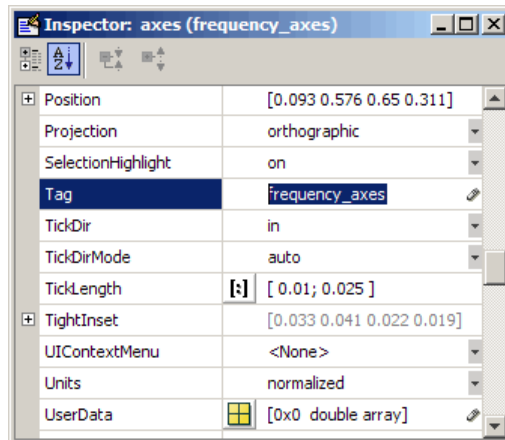 Inspector: axes (frequency_axes)
Position [0.093 0.576 0.65 0.311]
Projection orthographic
SelectionHighlight on
Tag frequency_axes
TickDir in
TickDirMode auto
TickLength [:] [ 0.01; 0.025 ]
TightInset [0.033 0.041 0.022 0.019]
UIContextMenu <None>
Units normalized
UserData [0x0 double array]